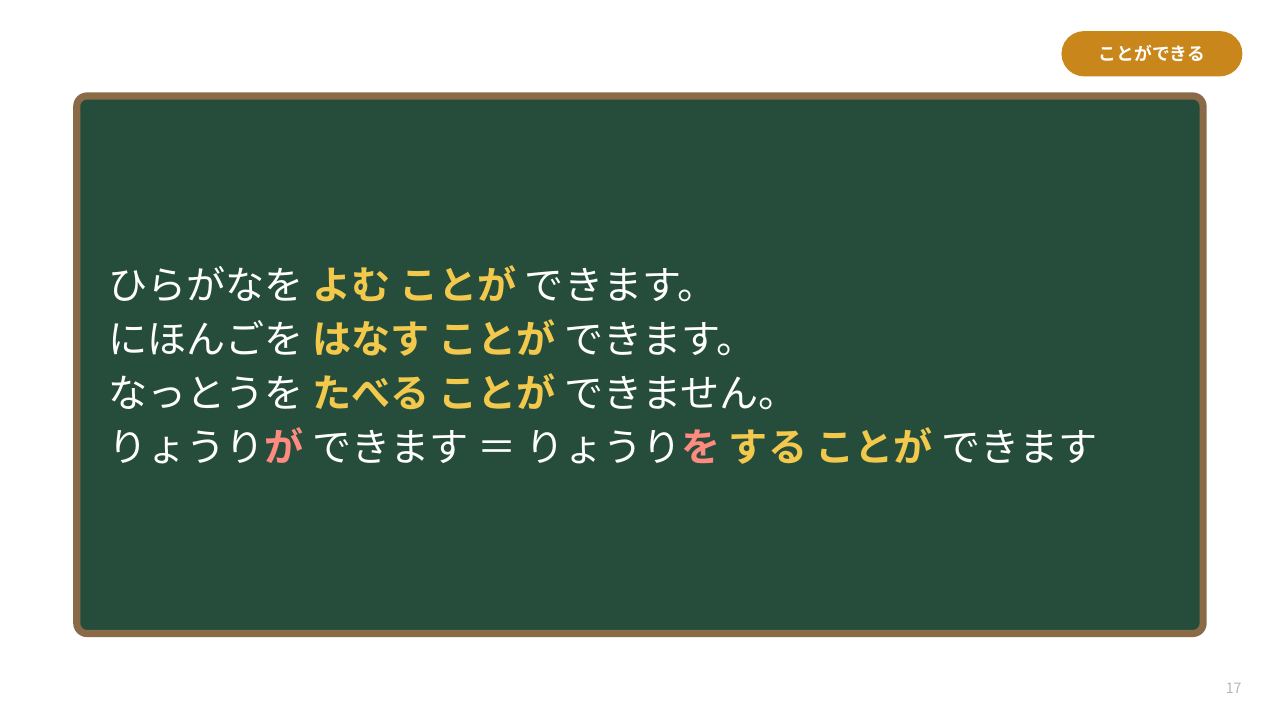 ことができる
ひらがなを よむ ことが できます。
にほんごを はなす ことが できます。
なっとうを たべる ことが できません。
りょうりが できます ＝ りょうりを する ことが できます
17